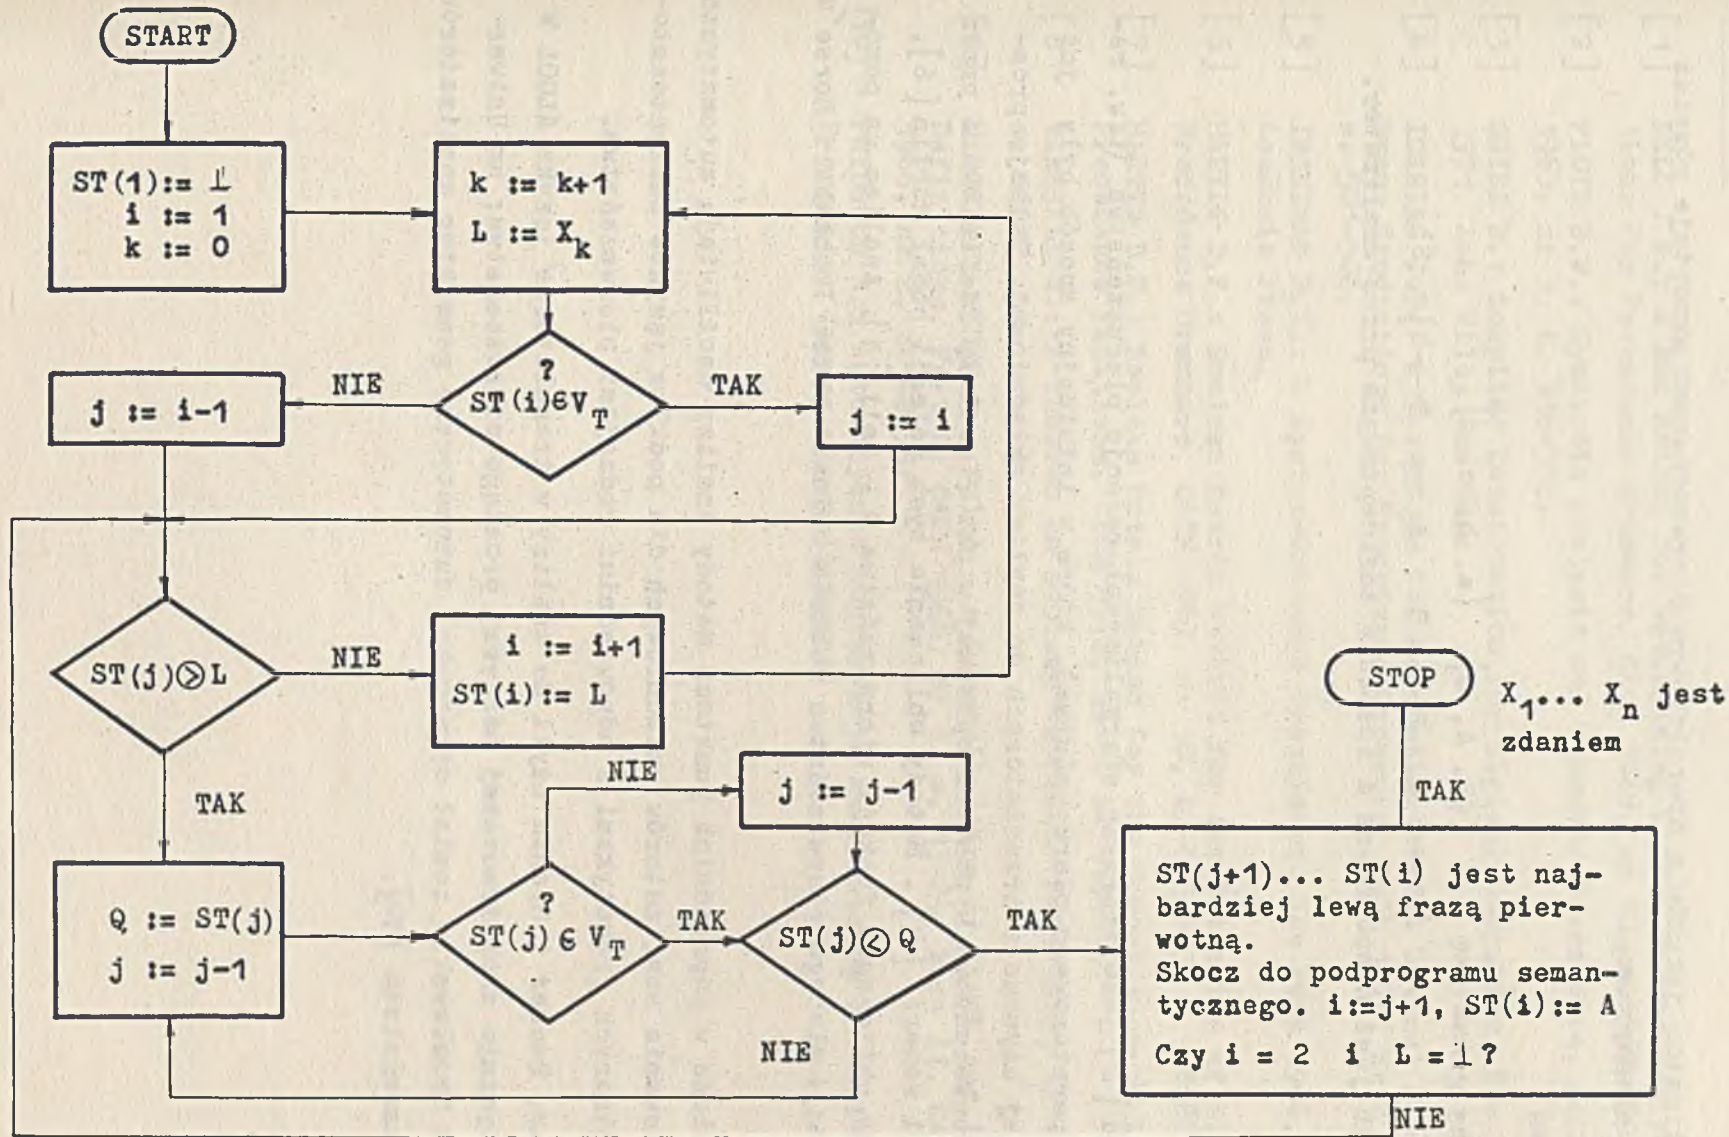 START
ST(1):= ⊥
i := 1
k := 0
k := k+1
L := X_k
j := i-1
NIE
?
ST(i)∈V_T
TAK
j := i
ST(j)⋗L
NIE
i := i+1
ST(i):= L
STOP
X_1... X_n jest
zdaniem
TAK
TAK
NIE
j := j-1
Q := ST(j)
j := j-1
?
ST(j)∈V_T
TAK
ST(j)⋖Q
TAK
NIE
ST(j+1)... ST(i) jest naj-
bardziej lewą frazą pier-
wotną.
Skocz do podprogramu seman-
tycznego. i:=j+1, ST(i):= A
Czy i = 2 i L = ⊥?
NIE